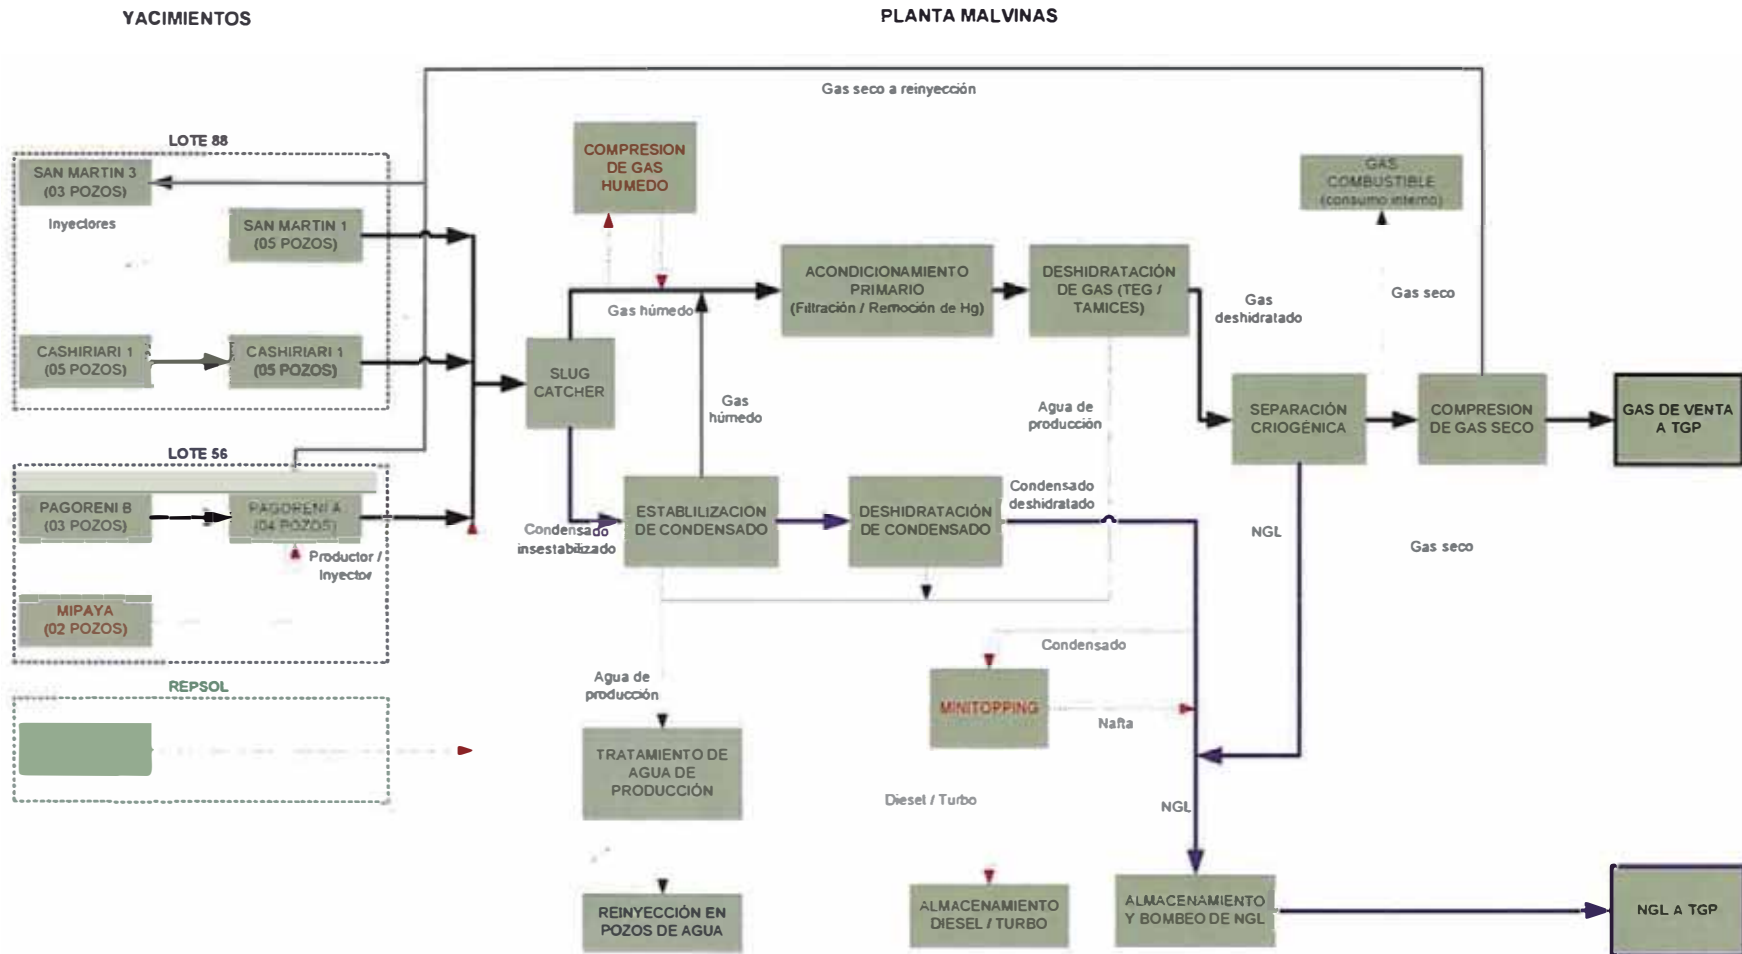 YACIMIENTOS
PLANTA MALVINAS
Gas seco a reinyección
LOTE 88
SAN MARTIN 3
(03 POZOS)
Inyectores
SAN MARTIN 1
(05 POZOS)
CASHIRIARI 1
(05 POZOS)
CASHIRIARI 1
(05 POZOS)
LOTE 56
PAGORENI B
(03 POZOS)
PAGORENI A
(04 POZOS)
Productor /
Inyector
MIPAYA
(02 POZOS)
REPSOL
COMPRESION
DE GAS
HUMEDO
Gas húmedo
SLUG
CATCHER
Gas
húmedo
ACONDICIONAMIENTO
PRIMARIO
(Filtración / Remoción de Hg)
DESHIDRATACIÓN
DE GAS (TEG /
TAMICES)
Gas
deshidratado
GAS
COMBUSTIBLE
(consumo interno)
Gas seco
Agua de
producción
SEPARACIÓN
CRIOGÉNICA
COMPRESION
DE GAS SECO
GAS DE VENTA
A TGP
Condensado
insestabilizado
ESTABLILIZACION
DE CONDENSADO
DESHIDRATACIÓN
DE CONDENSADO
Condensado
deshidratado
NGL
Gas seco
Condensado
Agua de
producción
MINITOPPING
Nafta
TRATAMIENTO DE
AGUA DE
PRODUCCIÓN
Diesel / Turbo
NGL
REINYECCIÓN EN
POZOS DE AGUA
ALMACENAMIENTO
DIESEL / TURBO
ALMACENAMIENTO
Y BOMBEO DE NGL
NGL A TGP